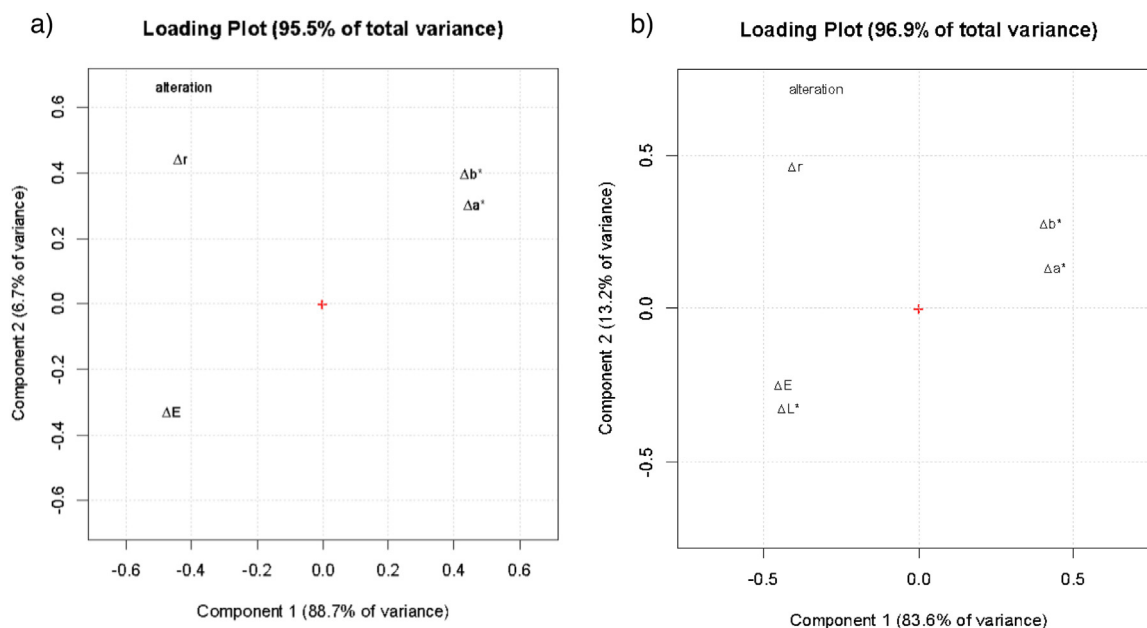 a)
Loading Plot (95.5% of total variance)
alteration
Δr
Δb*
Δa*
ΔE
0.6
0.4
0.2
0.0
-0.2
-0.4
-0.6
Component 2 (6.7% of variance)
-0.6 -0.4 -0.2 0.0 0.2 0.4 0.6
Component 1 (88.7% of variance)
b)
Loading Plot (96.9% of total variance)
alteration
Δr
Δb*
Δa*
ΔE
ΔL*
0.5
0.0
-0.5
Component 2 (13.2% of variance)
-0.5 0.0 0.5
Component 1 (83.6% of variance)